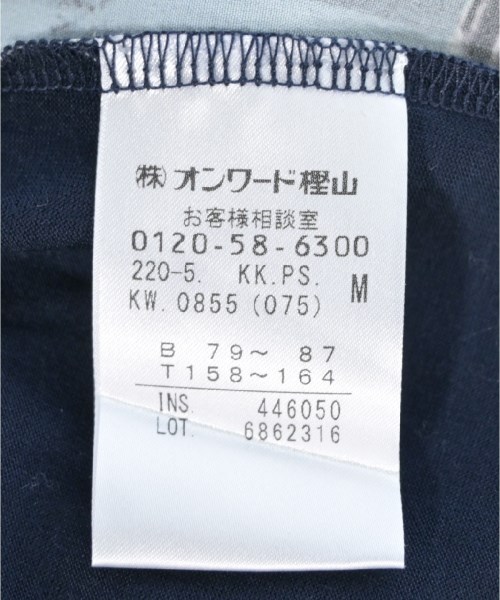 (株)オンワード樫山
お客様相談室
0120-58-6300
220-5. KK.PS. M
KW. 0855 (075)
B 79～ 87
T 158～164
INS. 446050
LOT. 6862316